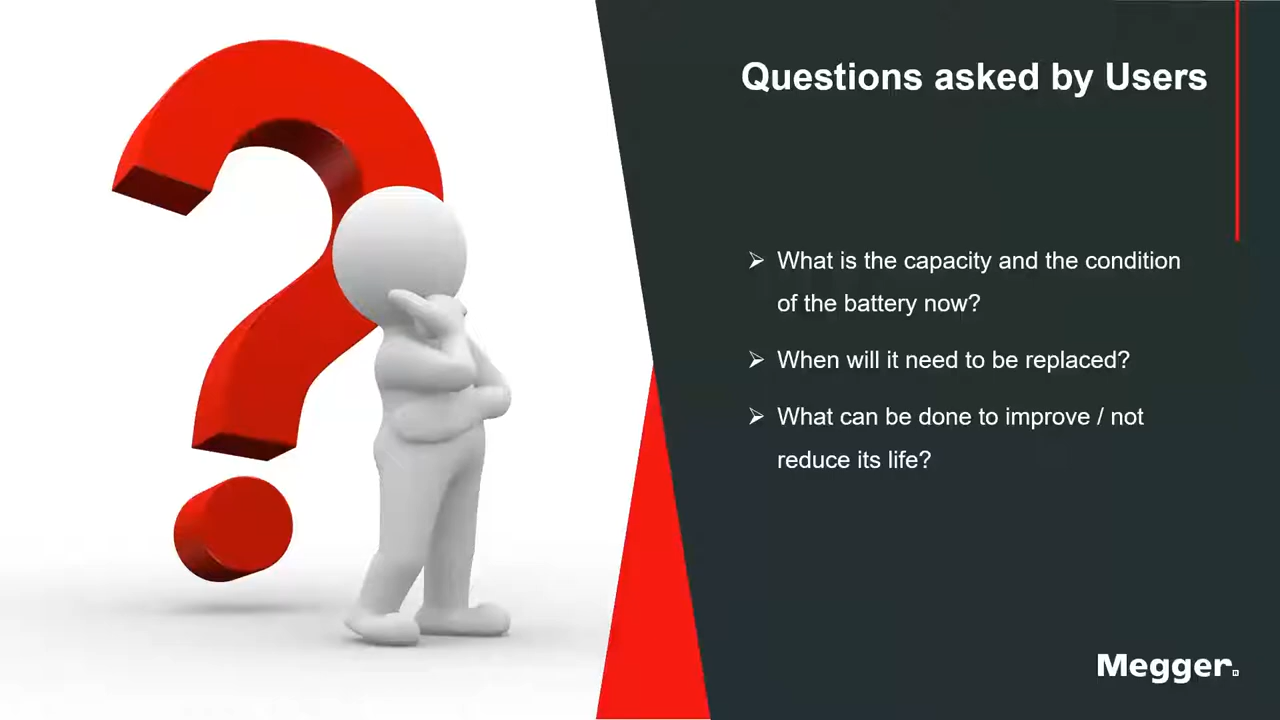 Questions asked by Users
➢ What is the capacity and the condition
of the battery now?
➢ When will it need to be replaced?
➢ What can be done to improve / not
reduce its life?
Megger.